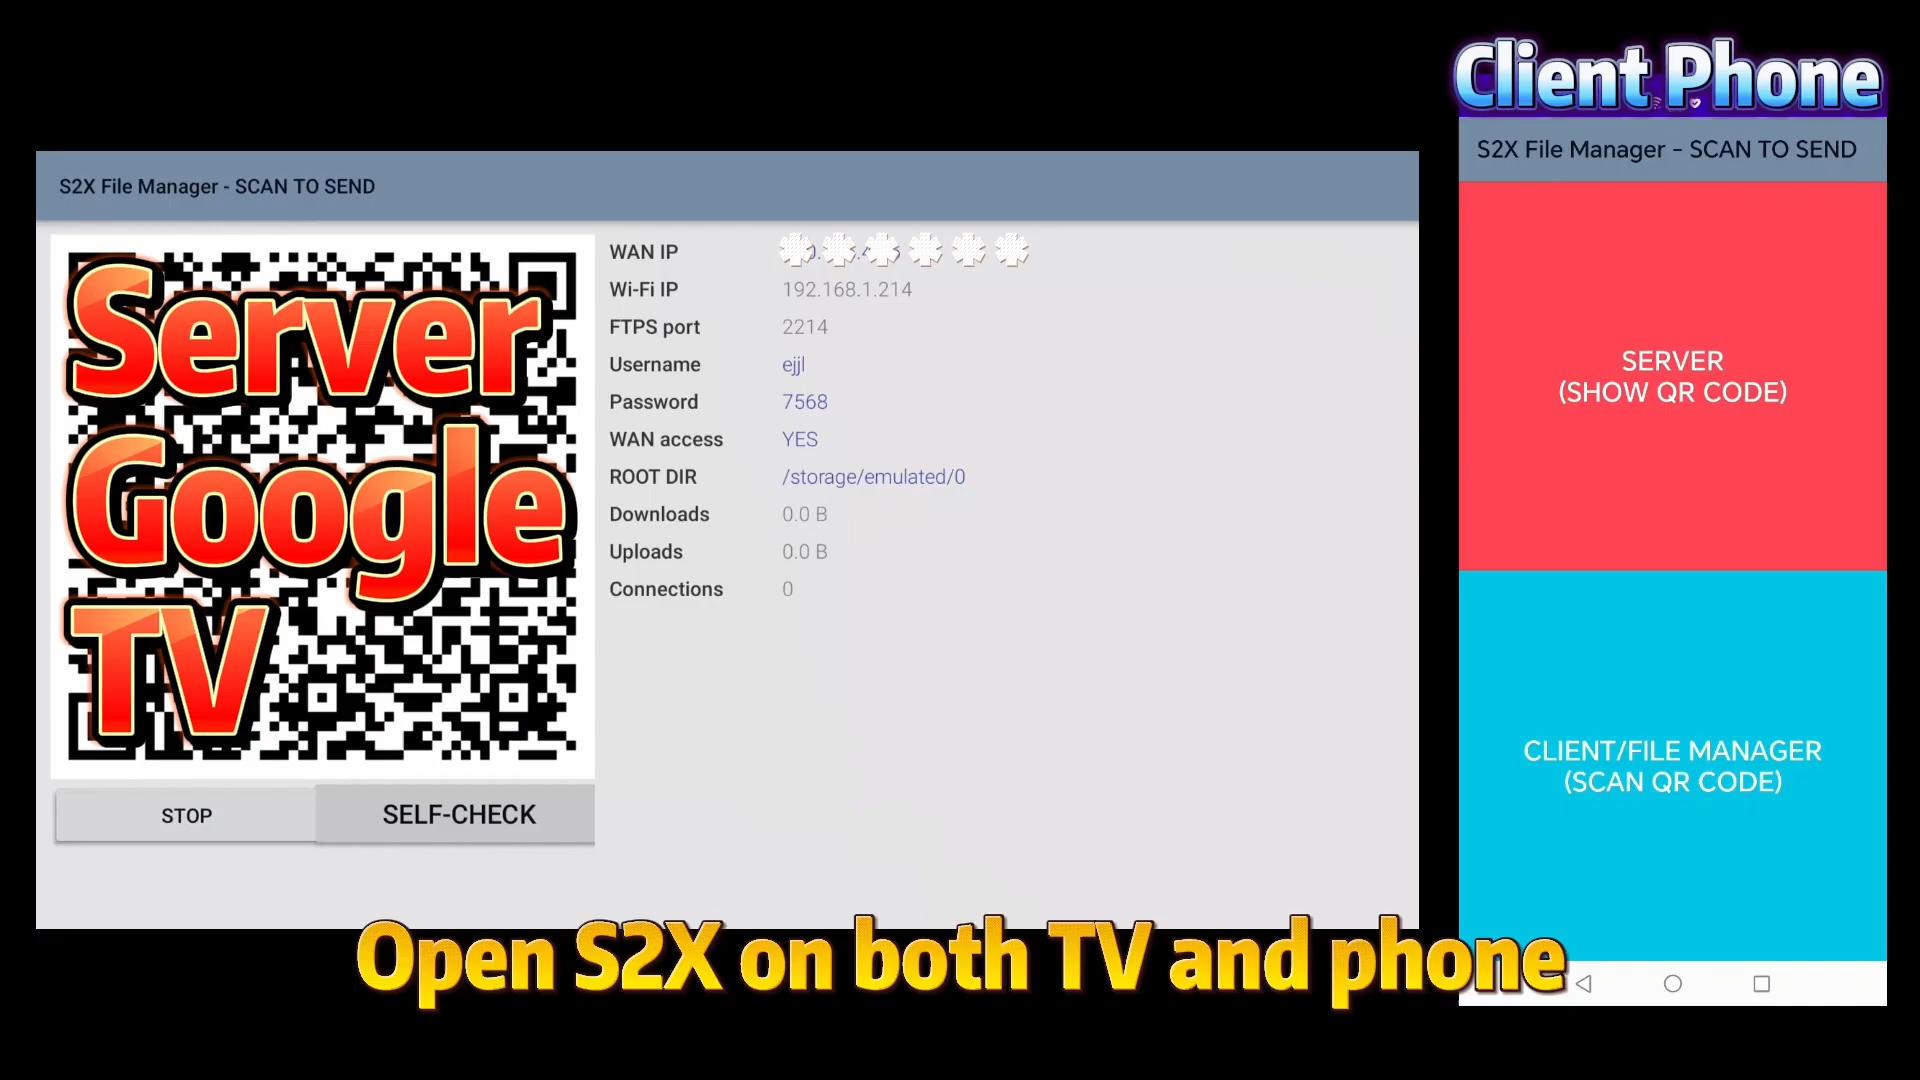 Client Phone
S2X File Manager - SCAN TO SEND
SERVER
(SHOW QR CODE)
CLIENT/FILE MANAGER
(SCAN QR CODE)
S2X File Manager - SCAN TO SEND
Server
Google
TV
WAN IP
Wi-Fi IP 192.168.1.214
FTPS port 2214
Username ejjl
Password 7568
WAN access YES
ROOT DIR /storage/emulated/0
Downloads 0.0 B
Uploads 0.0 B
Connections 0
STOP SELF-CHECK
Open S2X on both TV and phone